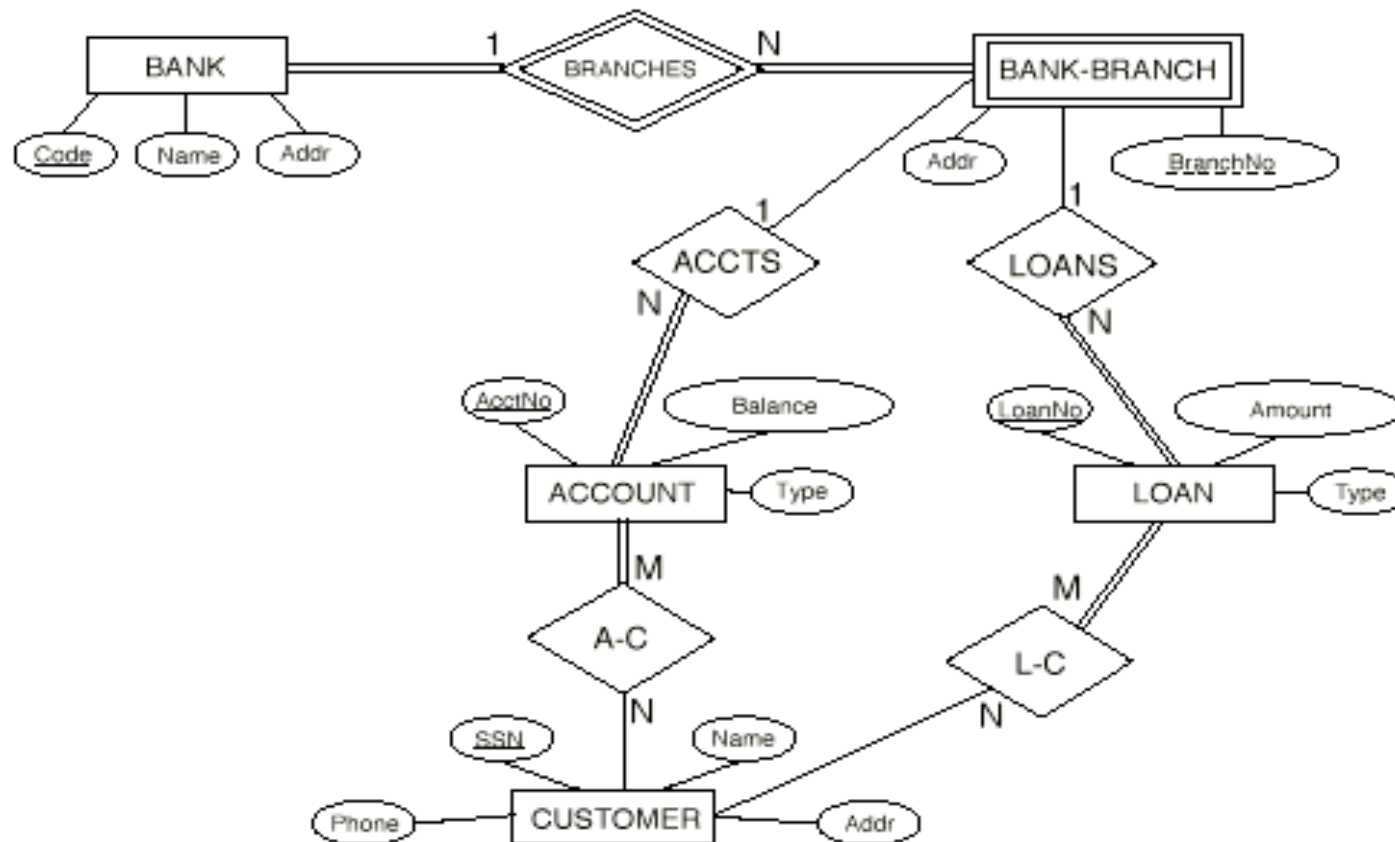 1
N
BANK
BRANCHES
BANK-BRANCH
Code
Name
Addr
Addr
BranchNo
1
1
ACCTS
LOANS
N
N
AcctNo
Balance
LoanNo
Amount
ACCOUNT
Type
LOAN
Type
M
M
A-C
L-C
N
N
SSN
Name
Phone
CUSTOMER
Addr